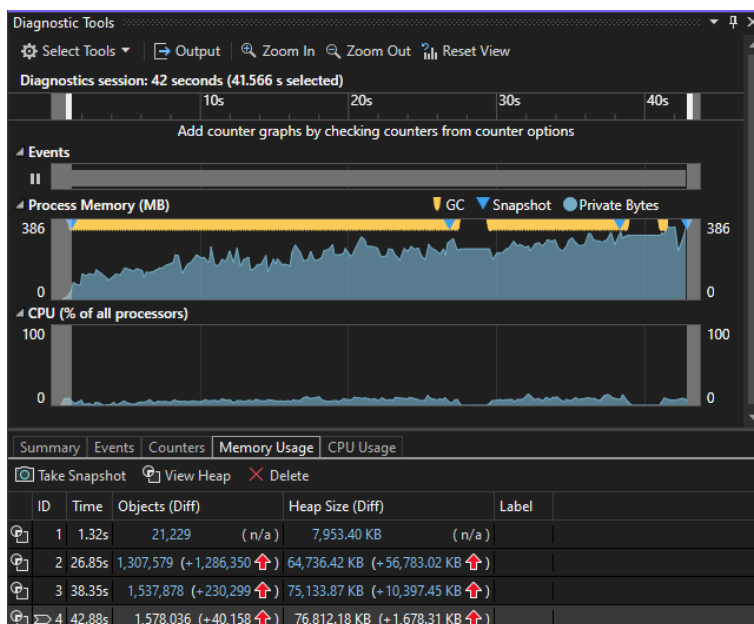 Diagnostic Tools
Select Tools Output Zoom In Zoom Out Reset View
Diagnostics session: 42 seconds (41.566 s selected)
10s 20s 30s 40s
Add counter graphs by checking counters from counter options
Events
Process Memory (MB) GC Snapshot Private Bytes
386 386
0 0
CPU (% of all processors)
100 100
0 0
Summary Events Counters Memory Usage CPU Usage
Take Snapshot View Heap Delete
ID Time Objects (Diff) Heap Size (Diff) Label
1 1.32s 21,229 (n/a) 7,953.40 KB (n/a)
2 26.85s 1,307,579 (+1,286,350) 64,736.42 KB (+56,783.02 KB)
3 38.35s 1,537,878 (+230,299) 75,133.87 KB (+10,397.45 KB)
4 42.88s 1,578,036 (+40,158) 76,812.18 KB (+1,678.31 KB)